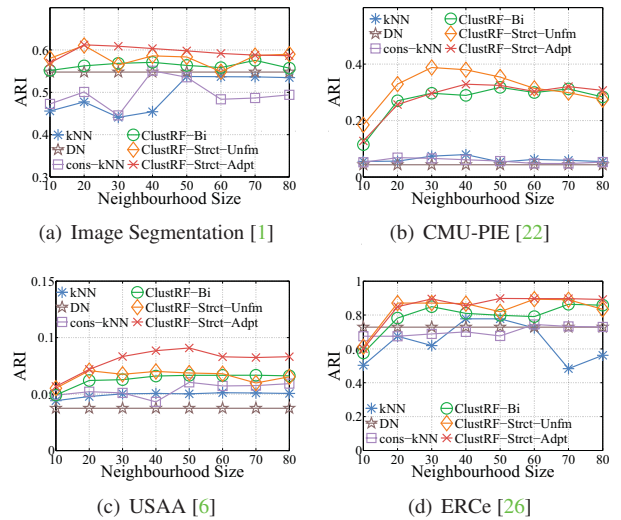 ARI
0.6
0.5
0.4
0.3
kNN
DN
cons−kNN
ClustRF−Bi
ClustRF−Strct−Unfm
ClustRF−Strct−Adpt
10 20 30 40 50 60 70 80
Neighbourhood Size
(a) Image Segmentation [1]
ARI
0.4
0.2
0
kNN
DN
cons−kNN
ClustRF−Bi
ClustRF−Strct−Unfm
ClustRF−Strct−Adpt
10 20 30 40 50 60 70 80
Neighbourhood Size
(b) CMU-PIE [22]
ARI
0.15
0.1
0.05
0
kNN
DN
cons−kNN
ClustRF−Bi
ClustRF−Strct−Unfm
ClustRF−Strct−Adpt
10 20 30 40 50 60 70 80
Neighbourhood Size
(c) USAA [6]
ARI
1
0.8
0.6
0.4
0.2
0
kNN
DN
cons−kNN
ClustRF−Bi
ClustRF−Strct−Unfm
ClustRF−Strct−Adpt
10 20 30 40 50 60 70 80
Neighbourhood Size
(d) ERCe [26]